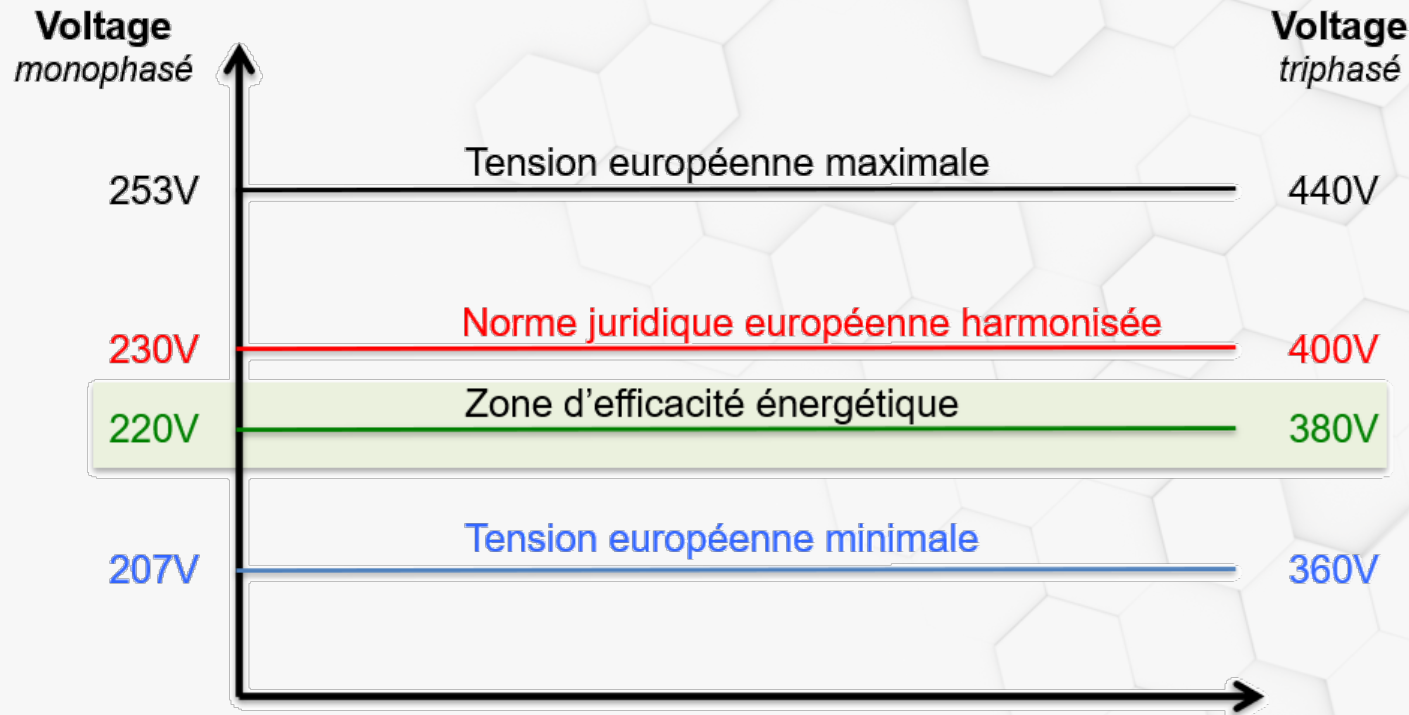 Voltage
monophasé
Voltage
triphasé
Tension européenne maximale
253V
440V
Norme juridique européenne harmonisée
230V
400V
Zone d’efficacité énergétique
220V
380V
Tension européenne minimale
207V
360V